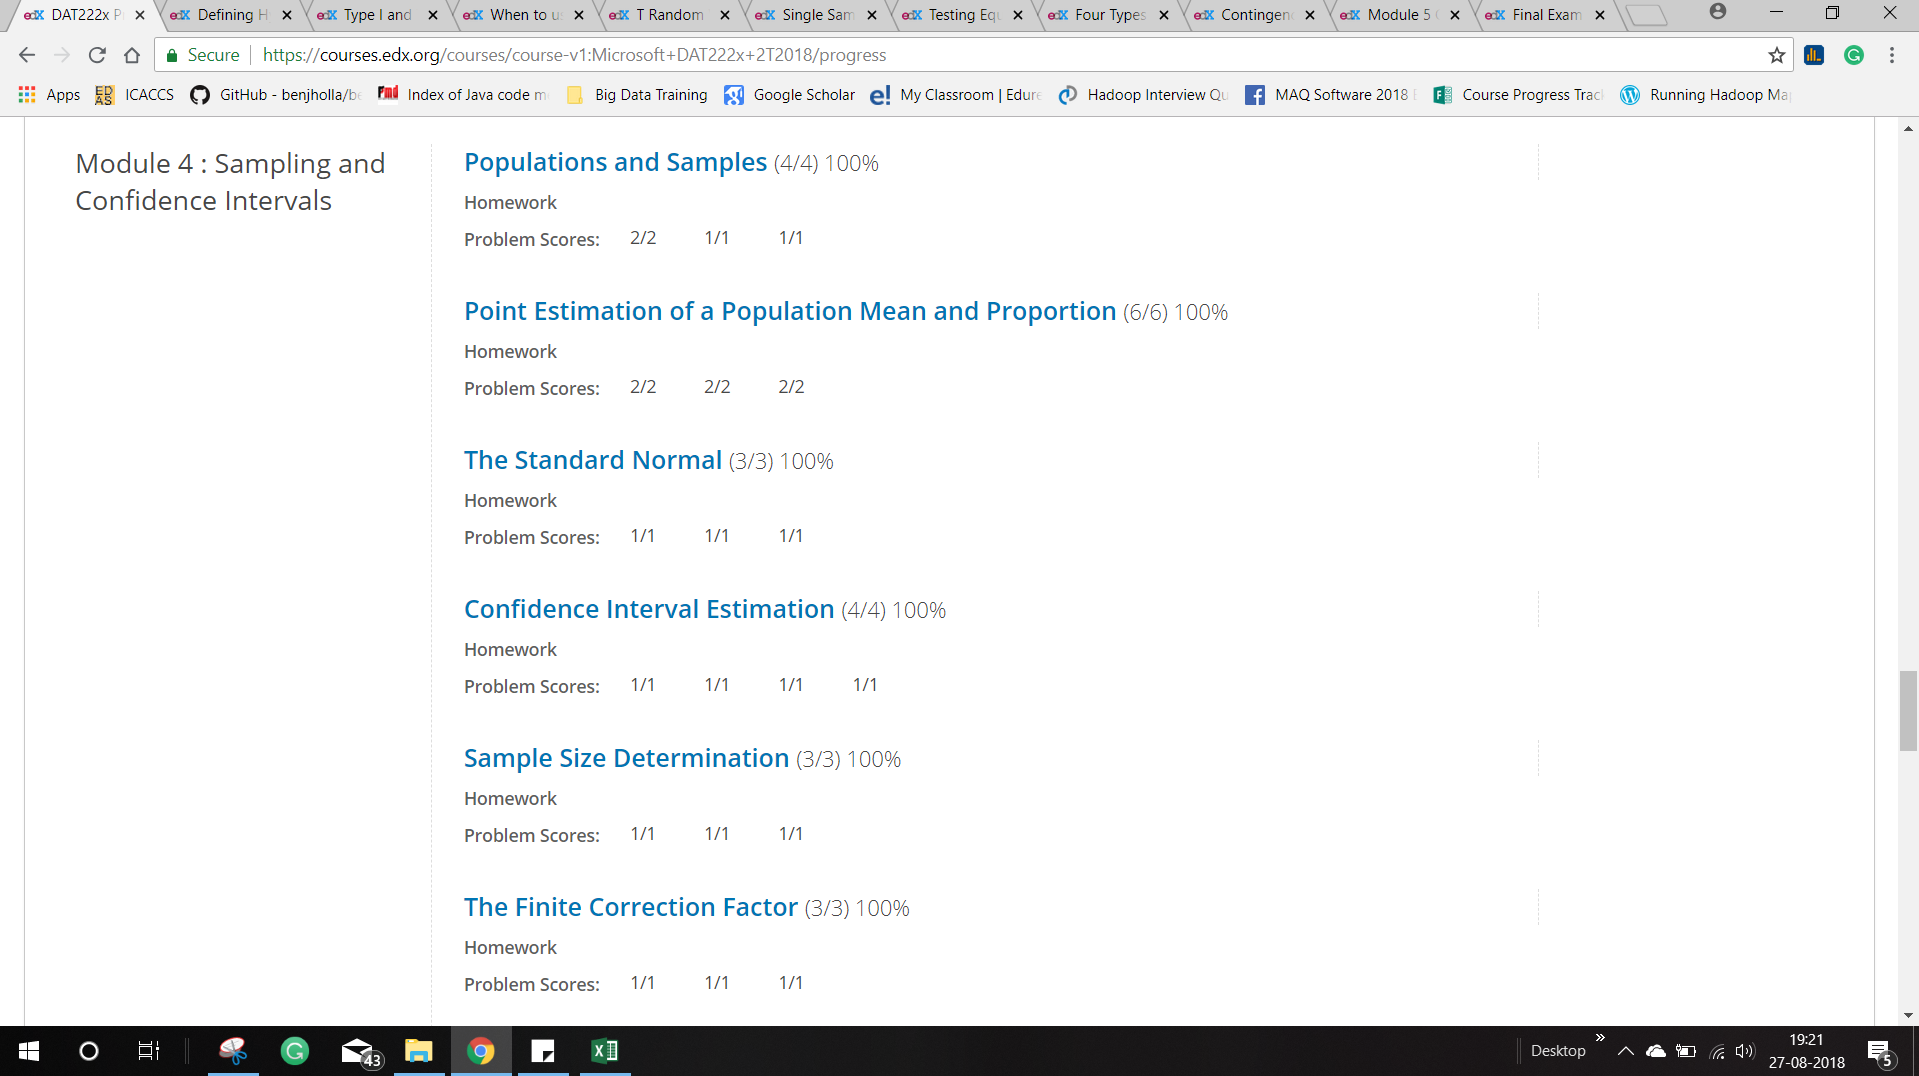 DAT222x P
Defining H
Type I and
When to u
T Random
Single Sam
Testing Equ
Four Types
Contingen
Module 5
Final Exam
Secure
https://courses.edx.org/courses/course-v1:Microsoft+DAT222x+2T2018/progress
Apps
ICACCS
GitHub - benjholla/be
Index of Java code m
Big Data Training
Google Scholar
My Classroom | Edure
Hadoop Interview Qu
MAQ Software 2018
Course Progress Trac
Running Hadoop Ma
Module 4 : Sampling and
Confidence Intervals
Populations and Samples (4/4) 100%
Homework
Problem Scores: 2/2 1/1 1/1
Point Estimation of a Population Mean and Proportion (6/6) 100%
Homework
Problem Scores: 2/2 2/2 2/2
The Standard Normal (3/3) 100%
Homework
Problem Scores: 1/1 1/1 1/1
Confidence Interval Estimation (4/4) 100%
Homework
Problem Scores: 1/1 1/1 1/1 1/1
Sample Size Determination (3/3) 100%
Homework
Problem Scores: 1/1 1/1 1/1
The Finite Correction Factor (3/3) 100%
Homework
Problem Scores: 1/1 1/1 1/1
43
Desktop
19:21
27-08-2018
5